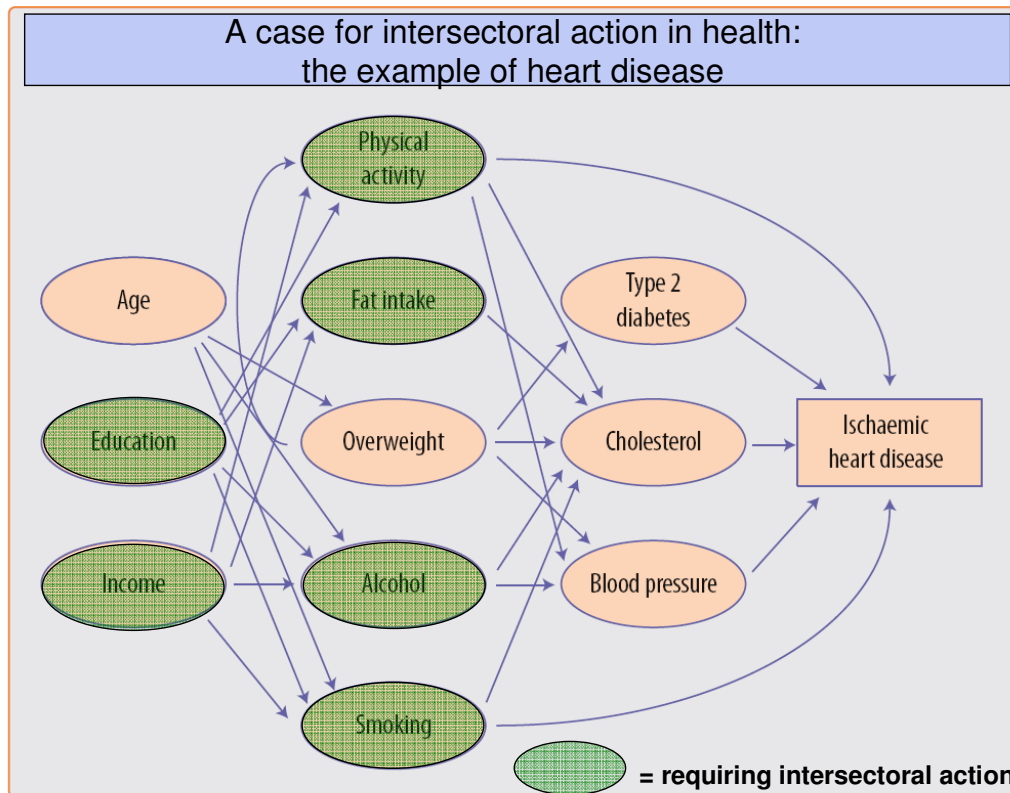 A case for intersectoral action in health:
the example of heart disease
Physical
activity
Age
Fat intake
Type 2
diabetes
Education
Overweight
Cholesterol
Ischaemic
heart disease
Income
Alcohol
Blood pressure
Smoking
= requiring intersectoral action